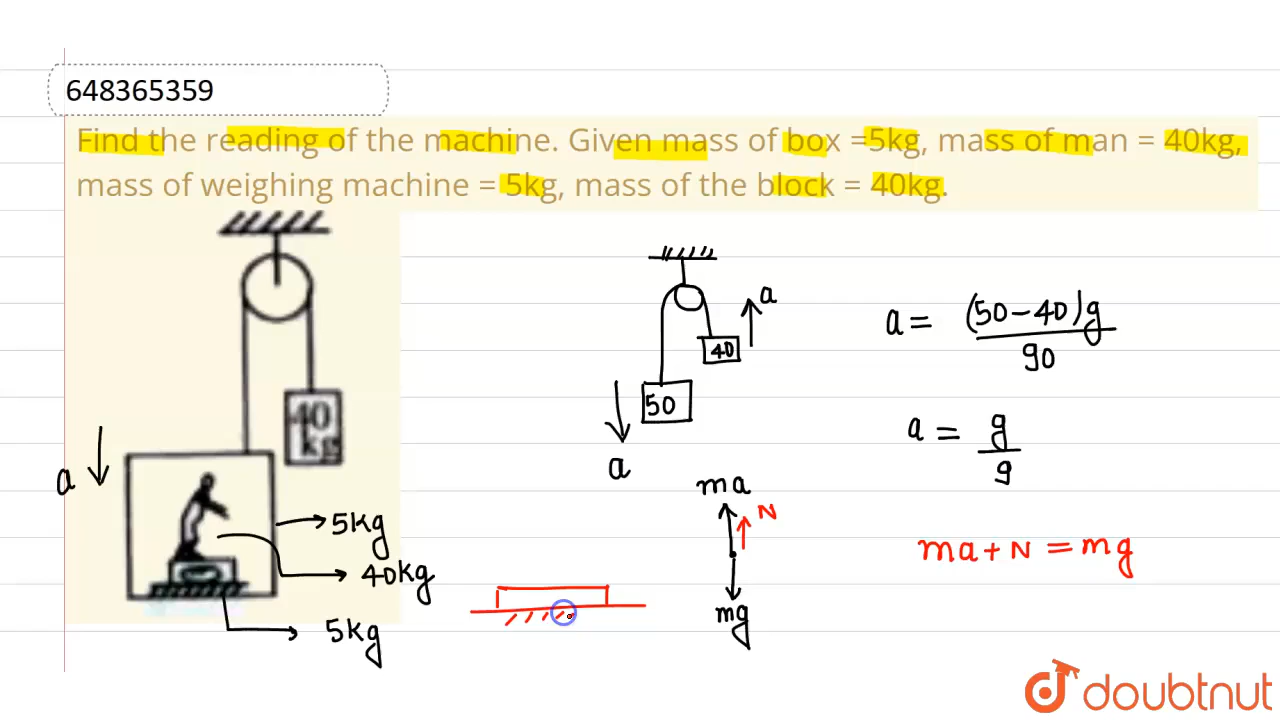 648365359
Find the reading of the machine. Given mass of box =5kg, mass of man = 40kg,
mass of weighing machine = 5kg, mass of the block = 40kg.
40
kg
a
5kg
40kg
5kg
a
40
50
a
a = (50-40)g
90
a = g
9
ma
N
mg
ma+N = mg
doubtnut